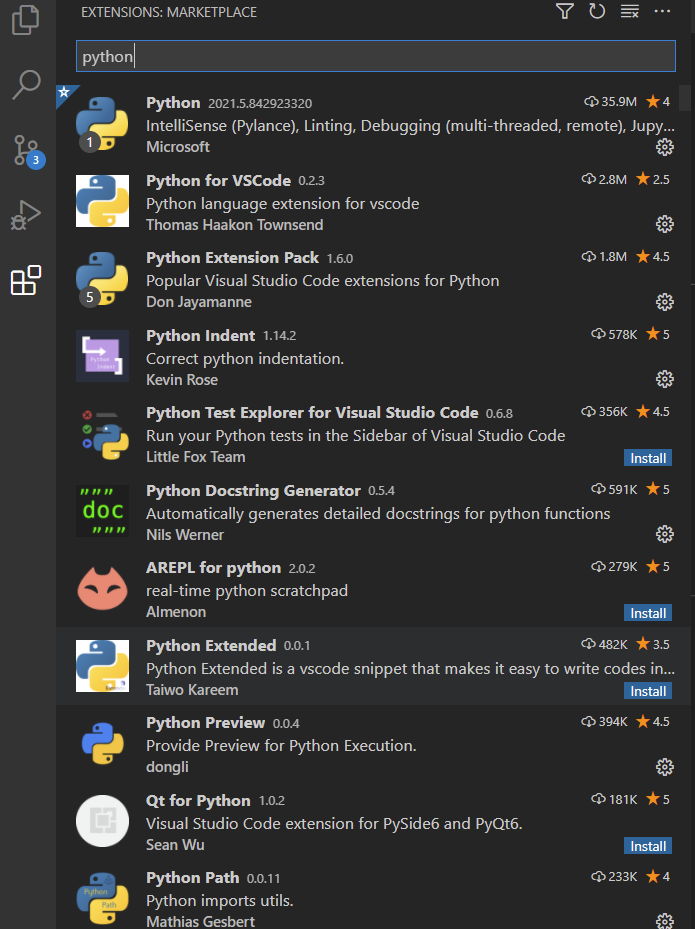 EXTENSIONS: MARKETPLACE
python
3
Python 2021.5.842923320 35.9M 4
IntelliSense (Pylance), Linting, Debugging (multi-threaded, remote), Jupy...
1
Microsoft
Python for VSCode 0.2.3 2.8M 2.5
Python language extension for vscode
Thomas Haakon Townsend
Python Extension Pack 1.6.0 1.8M 4.5
Popular Visual Studio Code extensions for Python
5
Don Jayamanne
Python Indent 1.14.2 578K 5
Python
Indent
Correct python indentation.
Kevin Rose
Python Test Explorer for Visual Studio Code 0.6.8 356K 4.5
Run your Python tests in the Sidebar of Visual Studio Code
Little Fox Team Install
Python Docstring Generator 0.5.4 591K 5
"""
doc
"""
Automatically generates detailed docstrings for python functions
Nils Werner
AREPL for python 2.0.2 279K 5
real-time python scratchpad
Almenon Install
Python Extended 0.0.1 482K 3.5
Python Extended is a vscode snippet that makes it easy to write codes in...
Taiwo Kareem Install
Python Preview 0.0.4 394K 4.5
Provide Preview for Python Execution.
dongli
Qt for Python 1.0.2 181K 5
Visual Studio Code extension for PySide6 and PyQt6.
Sean Wu Install
Python Path 0.0.11 233K 4
Python
Path
Python imports utils.
Mathias Gesbert